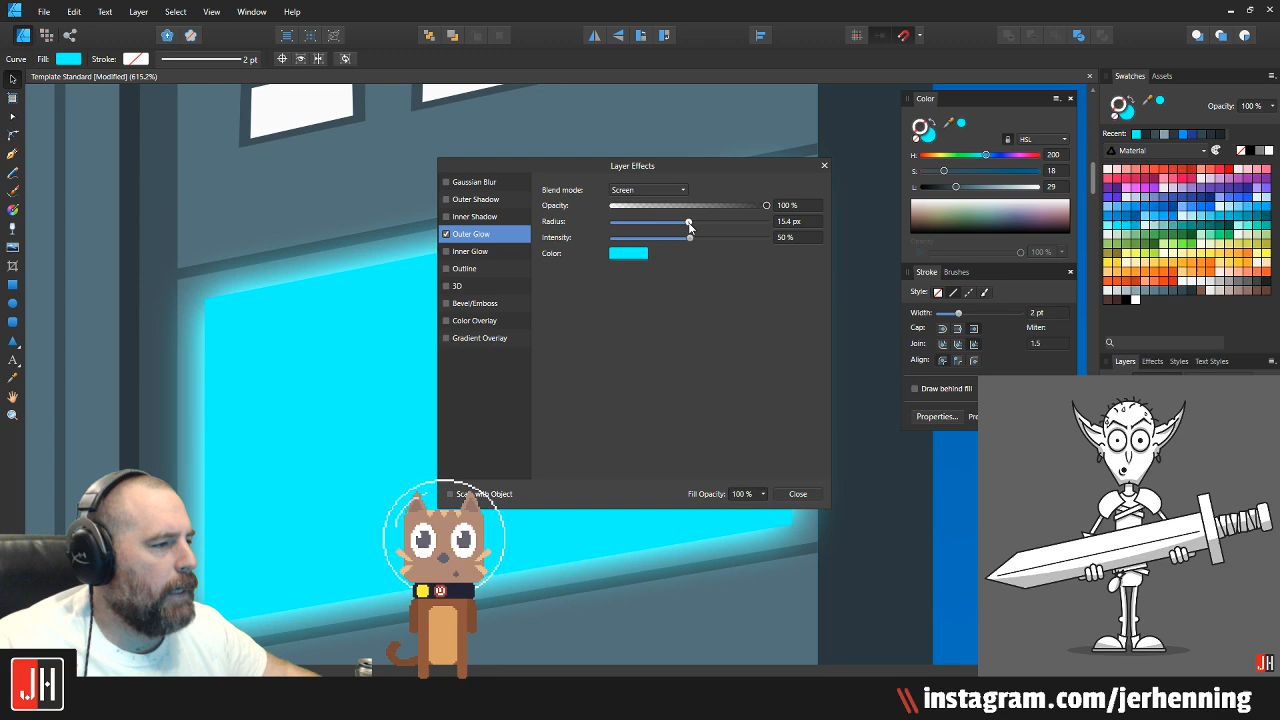 File Edit Text Layer Select View Window Help
Curve Fill: Stroke: 2 pt
Template Standard [Modified] (615.2%)
Swatches Assets
Opacity: 100 %
Recent:
Material
Color
HSL
H: 200
S: 18
L: 29
Opacity
100 %
Stroke Brushes
Style:
Width: 2 pt
Cap: Miter:
Join: 1.5
Align:
Draw behind fill
Properties...
Layers Effects Styles Text Styles
Layer Effects
Gaussian Blur
Outer Shadow
Inner Shadow
Outer Glow
Inner Glow
Outline
3D
Bevel/Emboss
Color Overlay
Gradient Overlay
Blend mode: Screen
Opacity: 100 %
Radius: 15.4 px
Intensity: 50 %
Color:
Fill Opacity: 100 % Close
JH
JH
\\ instagram.com/jerhenning